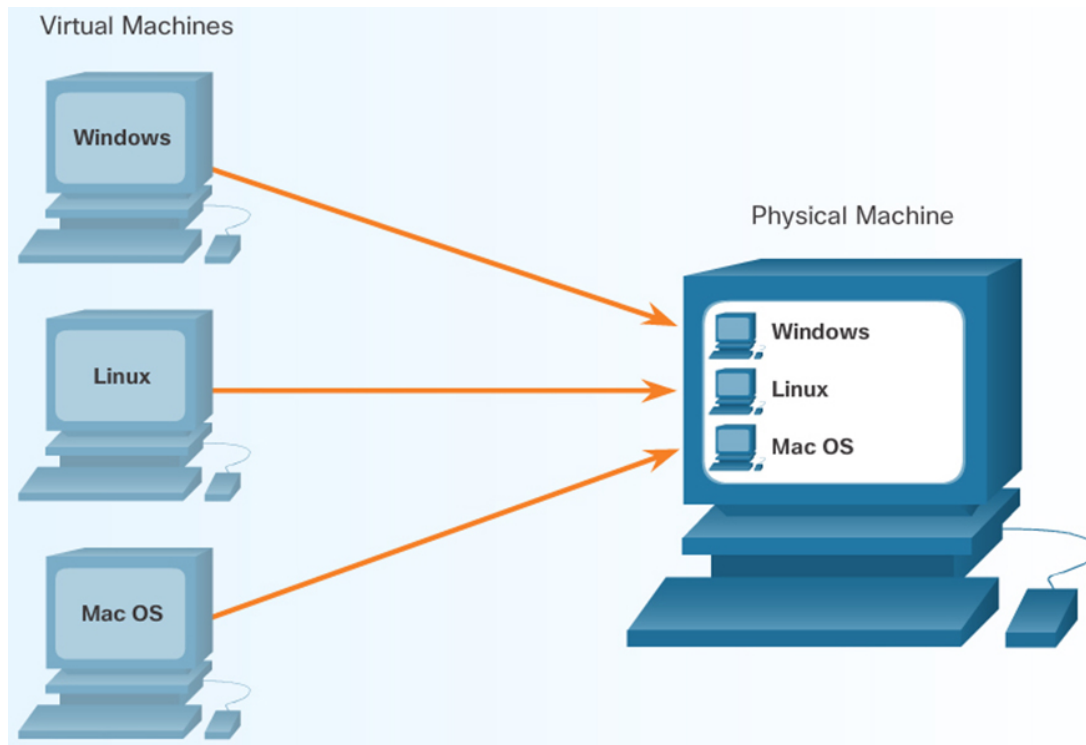 Virtual Machines
Windows
Linux
Mac OS
Physical Machine
Windows
Linux
Mac OS